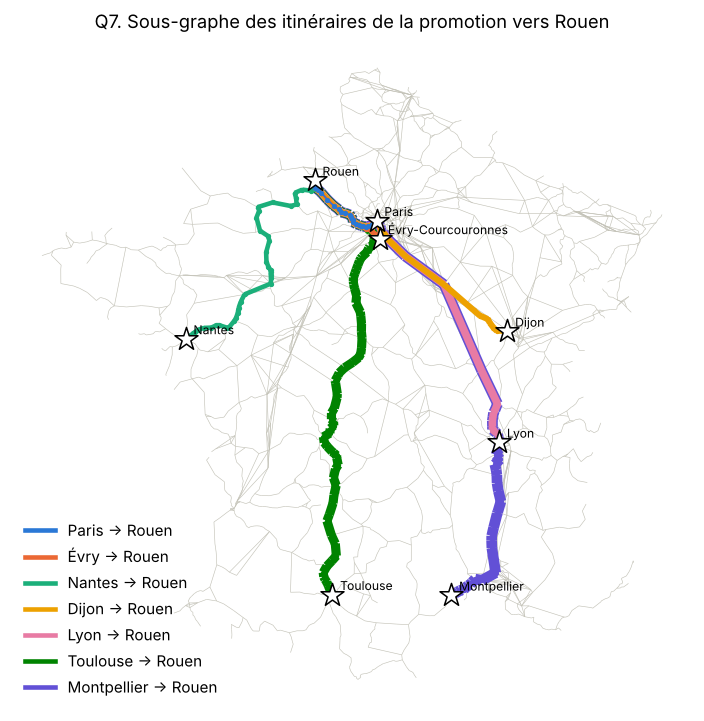 Q7. Sous-graphe des itinéraires de la promotion vers Rouen
Rouen
Paris
Évry-Courcouronnes
Dijon
Nantes
Lyon
Toulouse
Montpellier
Paris → Rouen
Évry → Rouen
Nantes → Rouen
Dijon → Rouen
Lyon → Rouen
Toulouse → Rouen
Montpellier → Rouen